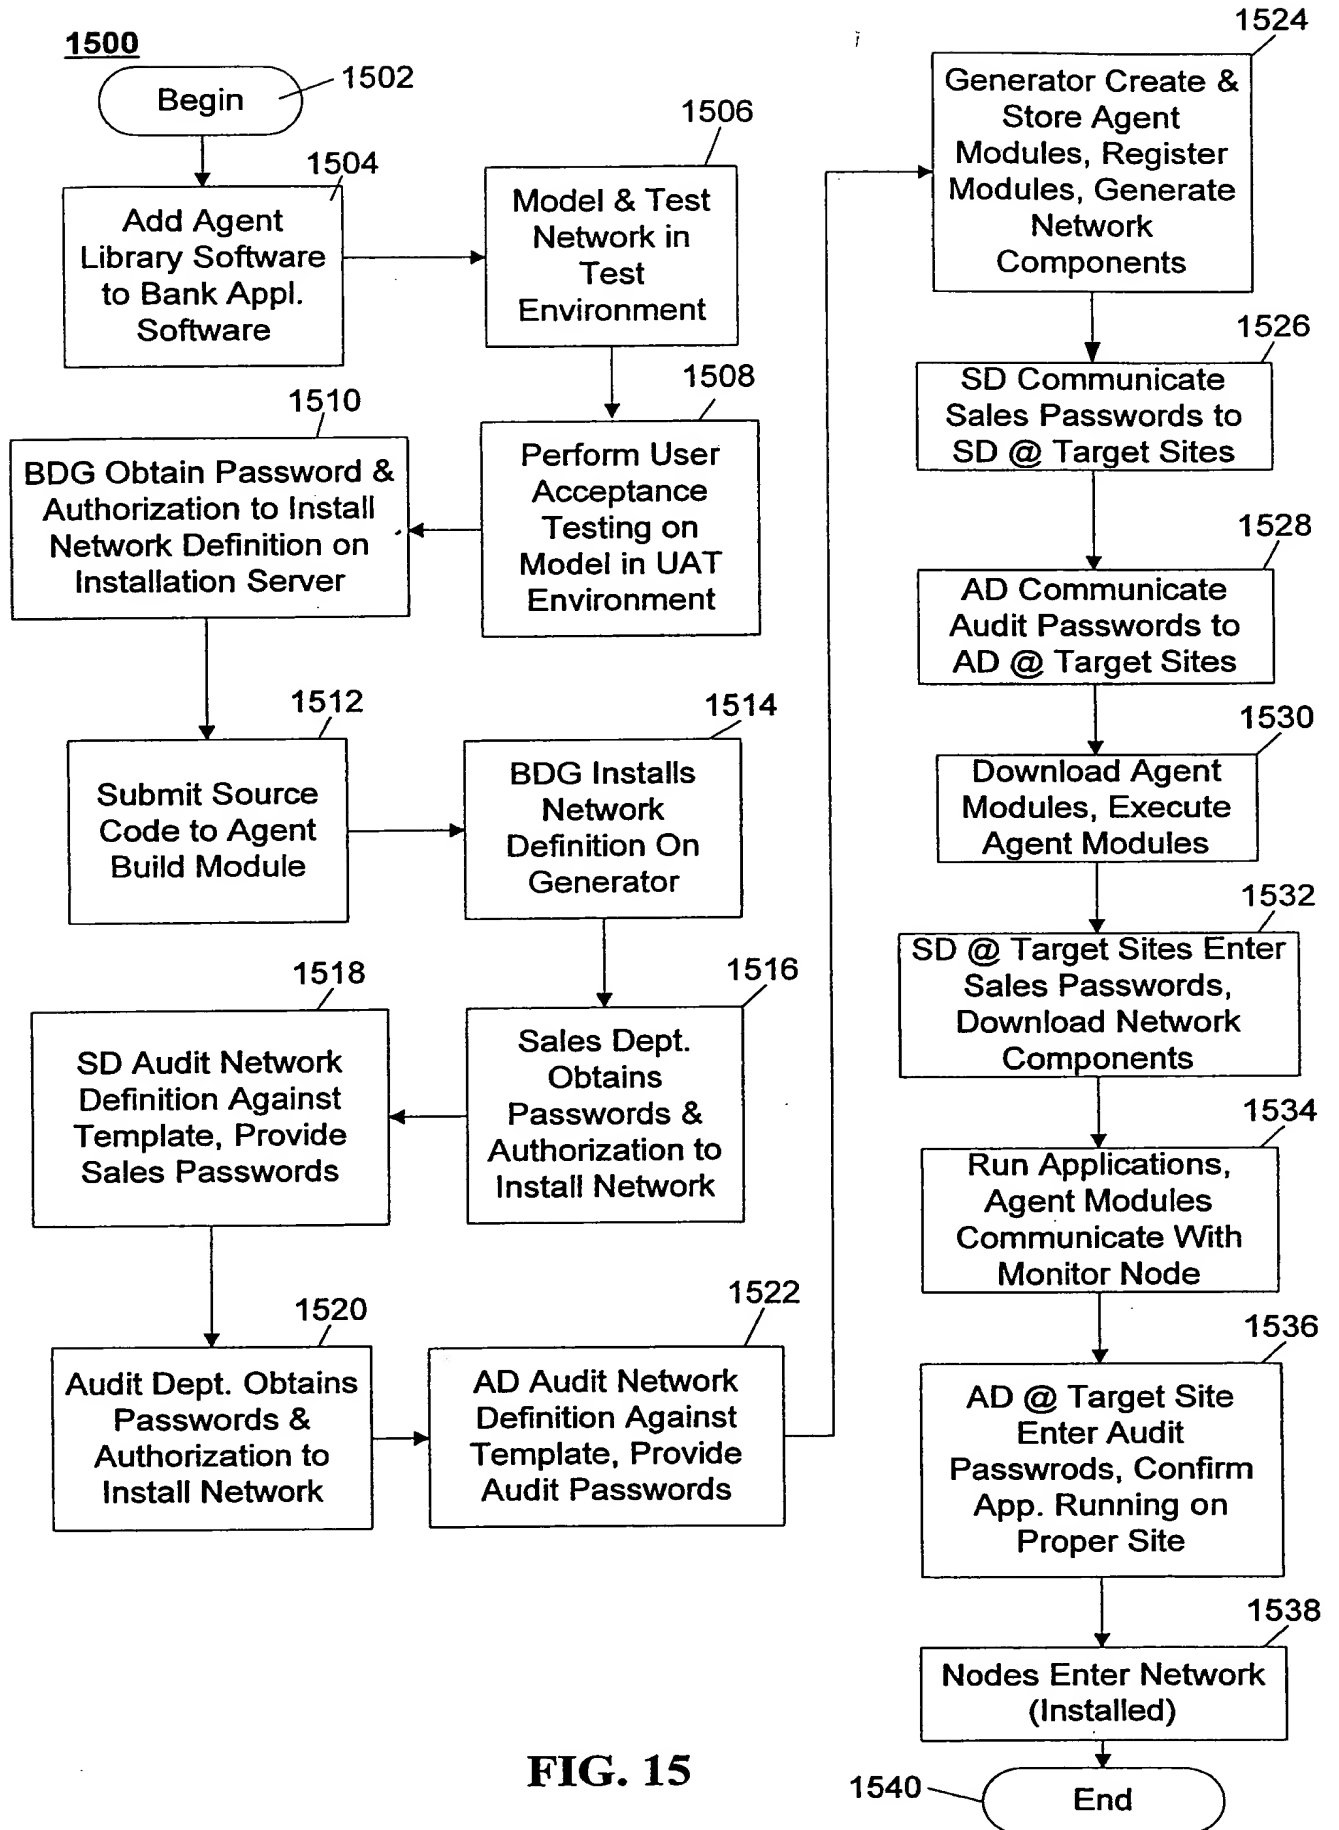 1500
1502
Begin
1504
Add Agent
Library Software
to Bank Appl.
Software
1506
Model & Test
Network in
Test
Environment
1508
Perform User
Acceptance
Testing on
Model in UAT
Environment
1510
BDG Obtain Password &
Authorization to Install
Network Definition on
Installation Server
1512
Submit Source
Code to Agent
Build Module
1514
BDG Installs
Network
Definition On
Generator
1516
Sales Dept.
Obtains
Passwords &
Authorization to
Install Network
1518
SD Audit Network
Definition Against
Template, Provide
Sales Passwords
1520
Audit Dept. Obtains
Passwords &
Authorization to
Install Network
1522
AD Audit Network
Definition Against
Template, Provide
Audit Passwords
1524
Generator Create &
Store Agent
Modules, Register
Modules, Generate
Network
Components
1526
SD Communicate
Sales Passwords to
SD @ Target Sites
1528
AD Communicate
Audit Passwords to
AD @ Target Sites
1530
Download Agent
Modules, Execute
Agent Modules
1532
SD @ Target Sites Enter
Sales Passwords,
Download Network
Components
1534
Run Applications,
Agent Modules
Communicate With
Monitor Node
1536
AD @ Target Site
Enter Audit
Passwrods, Confirm
App. Running on
Proper Site
1538
Nodes Enter Network
(Installed)
1540
End
FIG. 15